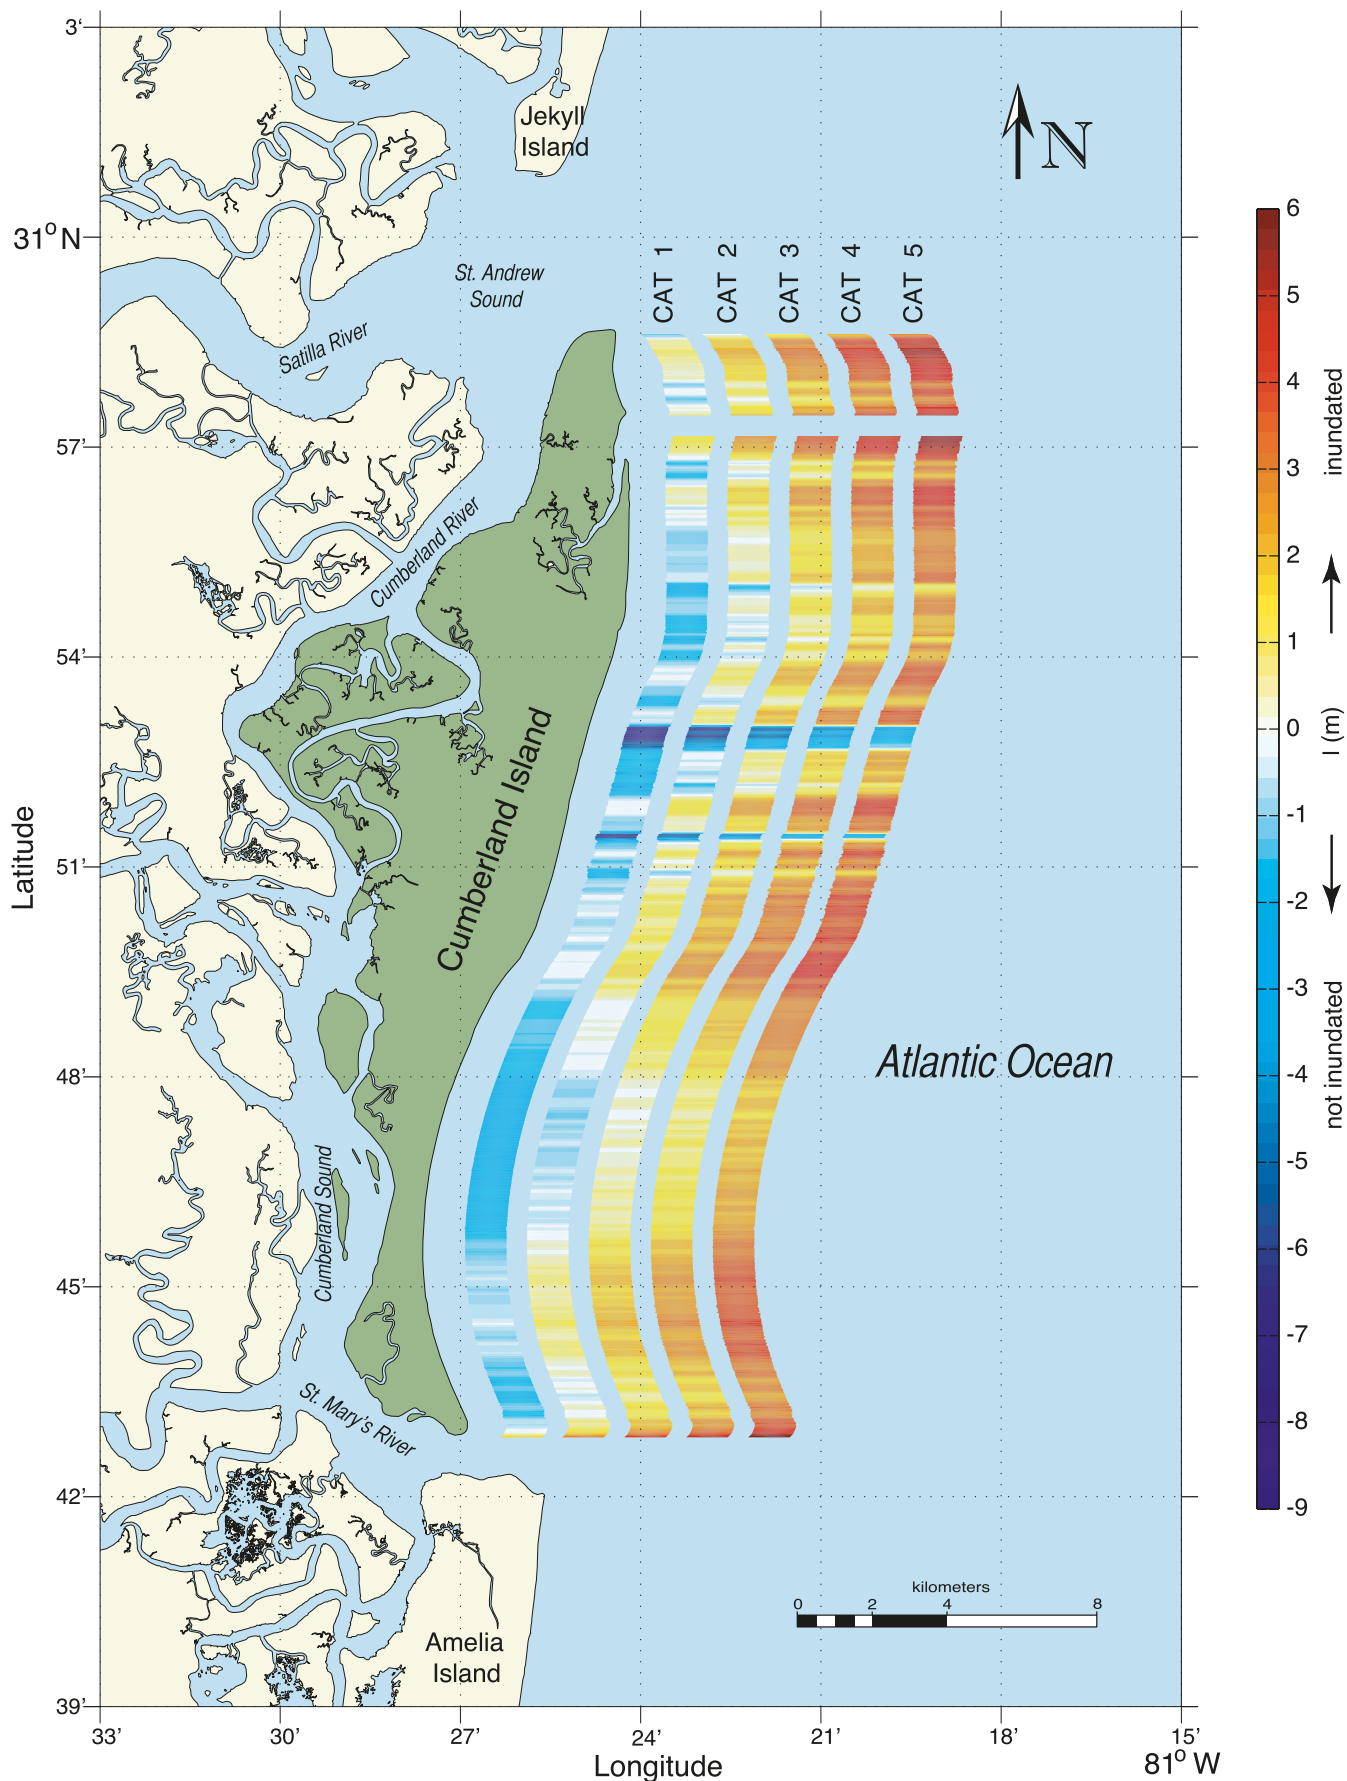 3‘
Jekyll
Island
N
6
31° N
St. Andrew
Sound
CAT 1
CAT 2
CAT 3
CAT 4
CAT 5
5
Satilla River
4
inundated
57’
3
Cumberland River
2
1
54’
0
I (m)
Cumberland Island
-1
Latitude
51’
-2
-3
not inundated
Atlantic Ocean
48’
-4
Cumberland Sound
-5
-6
45’
-7
St. Mary’s River
-8
42’
-9
kilometers
0 2 4 8
Amelia
Island
39’
33’ 30’ 27’ 24’ 21’ 18’ 15’
Longitude
81° W